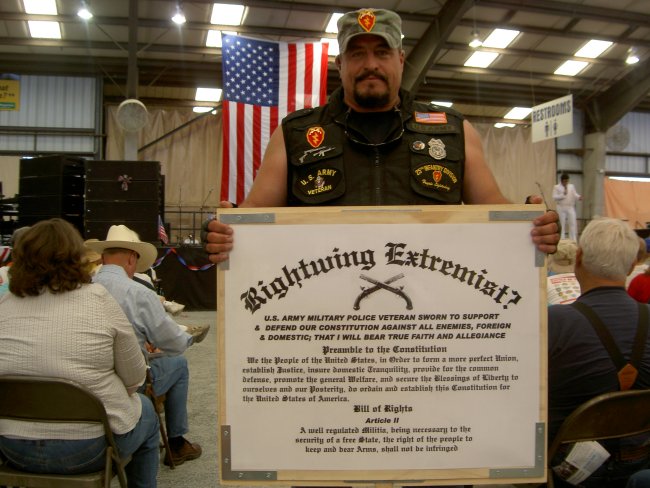 RESTROOMS
U.S. ARMY
VETERAN
25TH INFANTRY DIVISION
Tropic Lightning
Rightwing Extremist?
U.S. ARMY MILITARY POLICE VETERAN SWORN TO SUPPORT
& DEFEND OUR CONSTITUTION AGAINST ALL ENEMIES, FOREIGN
& DOMESTIC; THAT I WILL BEAR TRUE FAITH AND ALLEGIANCE
Preamble to the Constitution
We the People of the United States, in Order to form a more perfect Union,
establish Justice, insure domestic Tranquility, provide for the common
defense, promote the general Welfare, and secure the Blessings of Liberty to
ourselves and our Posterity, do ordain and establish this Constitution for
the United States of America.
Bill of Rights
Article II
A well regulated Militia, being necessary to the
security of a free State, the right of the people to
keep and bear Arms, shall not be infringed